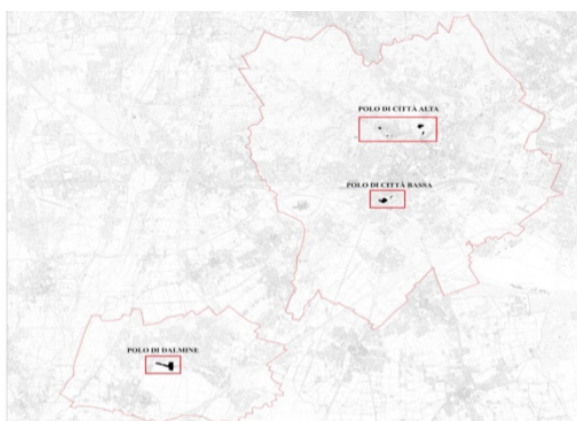 POLO DI CITTÀ ALTA
POLO DI CITTÀ BASSA
POLO DI DALMINE